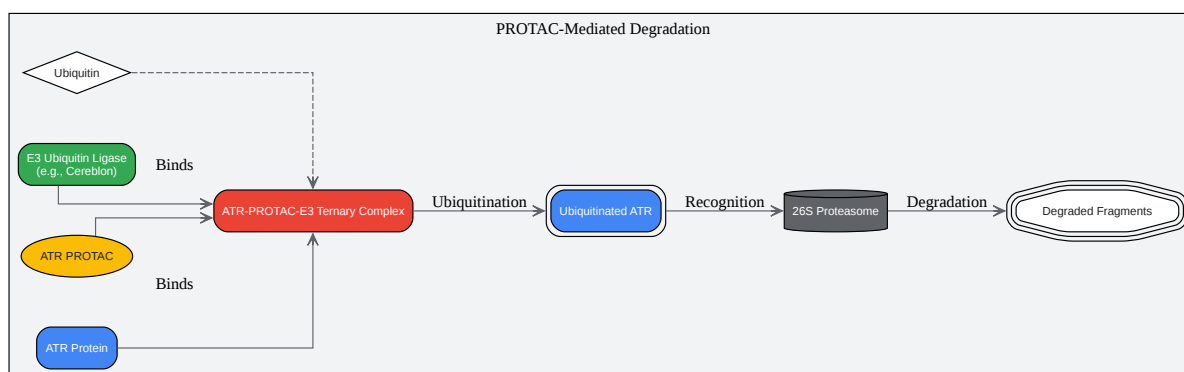 PROTAC-Mediated Degradation
Ubiquitin
E3 Ubiquitin Ligase
(e.g., Cereblon)
Binds
ATR-PROTAC-E3 Ternary Complex
Ubiquitination
Ubiquitinated ATR
Recognition
26S Proteasome
Degradation
Degraded Fragments
ATR PROTAC
Binds
ATR Protein